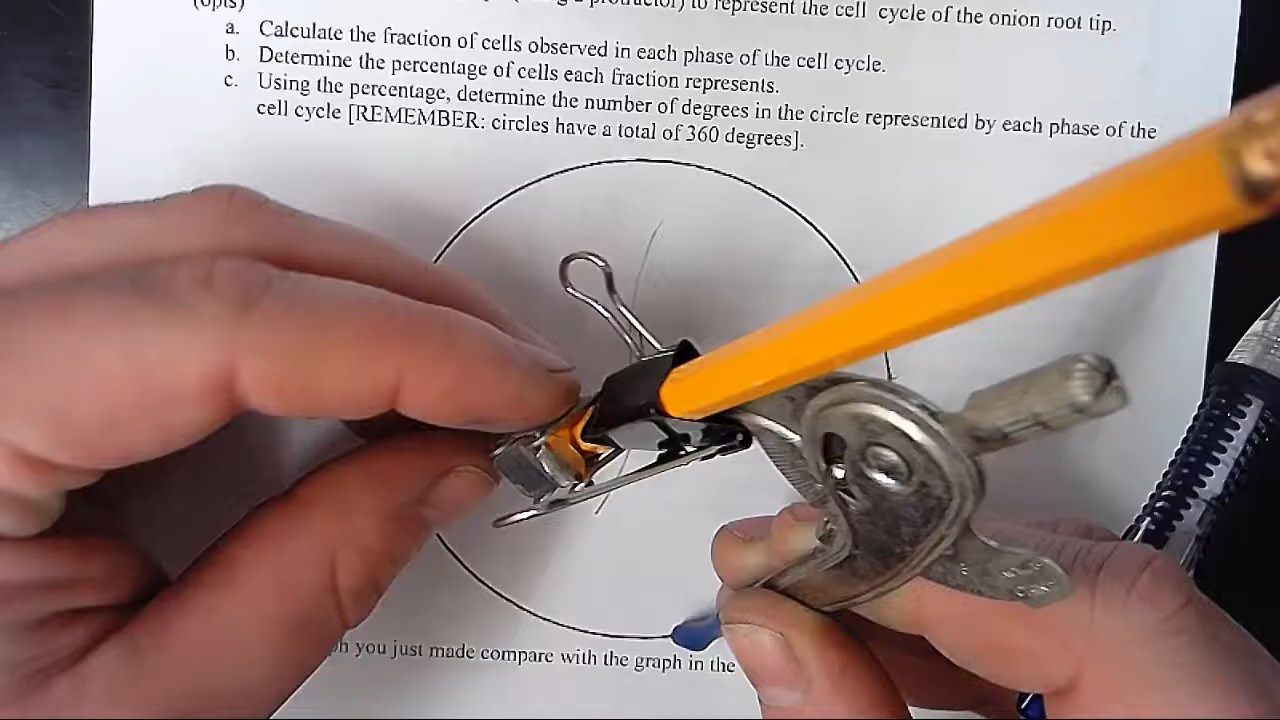 (0pts) to represent the cell cycle of the onion root tip.
a. Calculate the fraction of cells observed in each phase of the cell cycle.
b. Determine the percentage of cells each fraction represents.
c. Using the percentage, determine the number of degrees in the circle represented by each phase of the
cell cycle [REMEMBER: circles have a total of 360 degrees].
you just made compare with the graph in the